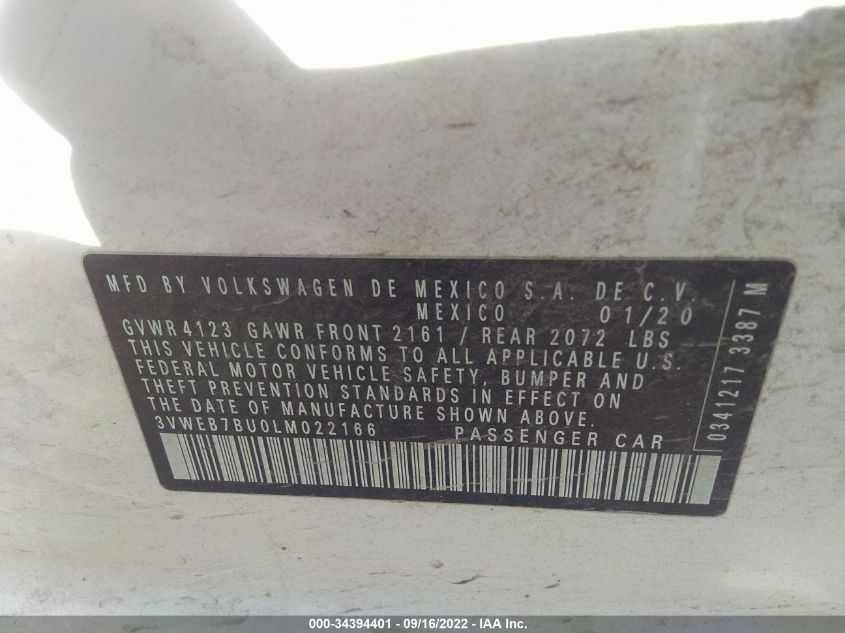 MFD BY VOLKSWAGEN DE MEXICO S.A. DE C.V.
MEXICO 01/20
GVWR 4123 GAWR FRONT 2161 / REAR 2072 LBS
THIS VEHICLE CONFORMS TO ALL APPLICABLE U.S.
FEDERAL MOTOR VEHICLE SAFETY, BUMPER AND
THEFT PREVENTION STANDARDS IN EFFECT ON
THE DATE OF MANUFACTURE SHOWN ABOVE.
3VWEB7BU0LM022166 PASSENGER CAR
0341217 3387 M
000-34394401 - 09/16/2022 - IAA Inc.